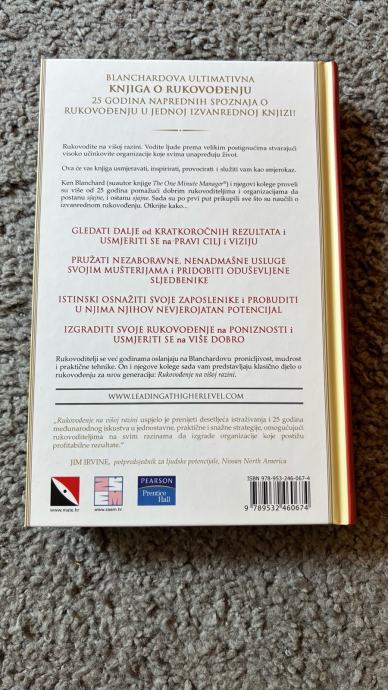 BLANCHARDOVA ULTIMATIVNA
KNJIGA O RUKOVOĐENJU
25 GODINA NAPREDNIH SPOZNAJA O
RUKOVOĐENJU U JEDNOJ IZVANREDNOJ KNJIZI!
Rukovodite na višoj razini. Vodite ljude prema velikim postignućima stvarajući
visoko učinkovite organizacije koje svima unapređuju život.
Ova će vas knjiga usmjeravati, inspirirati, provocirati i služiti vam kao smjerokaz.
Ken Blanchard (suautor knjige The One Minute Manager®) i njegovi kolege proveli
su više od 25 godina pomažući dobrim rukovoditeljima i organizacijama da
postanu sjajne, i ostanu sjajne. Sada su po prvi put prikupili sve što su naučili o
izvanrednom rukovođenju. Otkrijte kako...
GLEDATI DALJE od KRATKOROČNIH REZULTATA i
USMJERITI SE na PRAVI CILJ i VIZIJU
PRUŽATI NEZABORAVNE, NENADMAŠNE USLUGE
SVOJIM MUŠTERIJAMA i PRIDOBITI ODUŠEVLJENE
SLJEDBENIKE
ISTINSKI OSNAŽITI SVOJE ZAPOSLENIKE i PROBUDITI
U NJIMA NJIHOV NEVJEROJATAN POTENCIJAL
IZGRADITI SVOJE RUKOVOĐENJE na PONIZNOSTI i
USMJERITI SE na VIŠE DOBRO
Rukovoditelji se već godinama oslanjaju na Blanchardovu pronicljivost, mudrost
i praktične tehnike. On i njegove kolege sada vam predstavljaju klasično djelo o
rukovođenju za novu generaciju: Rukovođenje na višoj razini.
WWW.LEADINGATHIGHERLEVEL.COM
„Rukovođenje na višoj razini uspjelo je prenijeti desetljeća istraživanja i 25 godina
međunarodnog iskustva u jednostavne, praktične i snažne strategije, omogućujući
rukovoditeljima na svim razinama da izgrade organizacije koje postižu
profitabilne rezultate.“
JIM IRVINE, potpredsjednik za ljudske potencijale, Nissan North America
ISBN 978-953-246-067-4
PEARSON
Prentice
Hall
www.mate.hr
www.zsem.hr
9 789532 460674